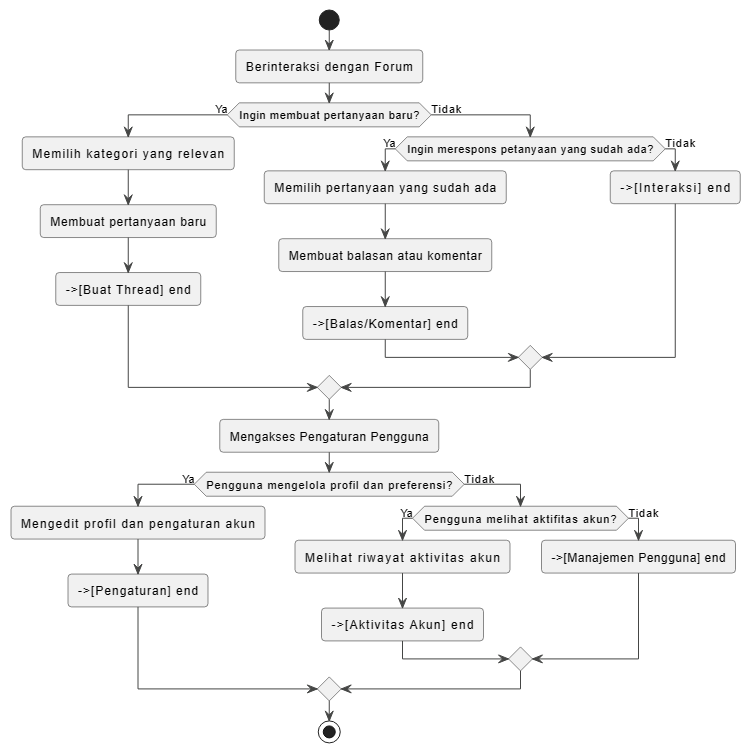 Berinteraksi dengan Forum
Ya
Ingin membuat pertanyaan baru?
Tidak
Memilih kategori yang relevan
Membuat pertanyaan baru
->[Buat Thread] end
Ya
Ingin merespons petanyaan yang sudah ada?
Tidak
Memilih pertanyaan yang sudah ada
Membuat balasan atau komentar
->[Balas/Komentar] end
->[Interaksi] end
Mengakses Pengaturan Pengguna
Ya
Pengguna mengelola profil dan preferensi?
Tidak
Mengedit profil dan pengaturan akun
->[Pengaturan] end
Ya
Pengguna melihat aktifitas akun?
Tidak
Melihat riwayat aktivitas akun
->[Aktivitas Akun] end
->[Manajemen Pengguna] end